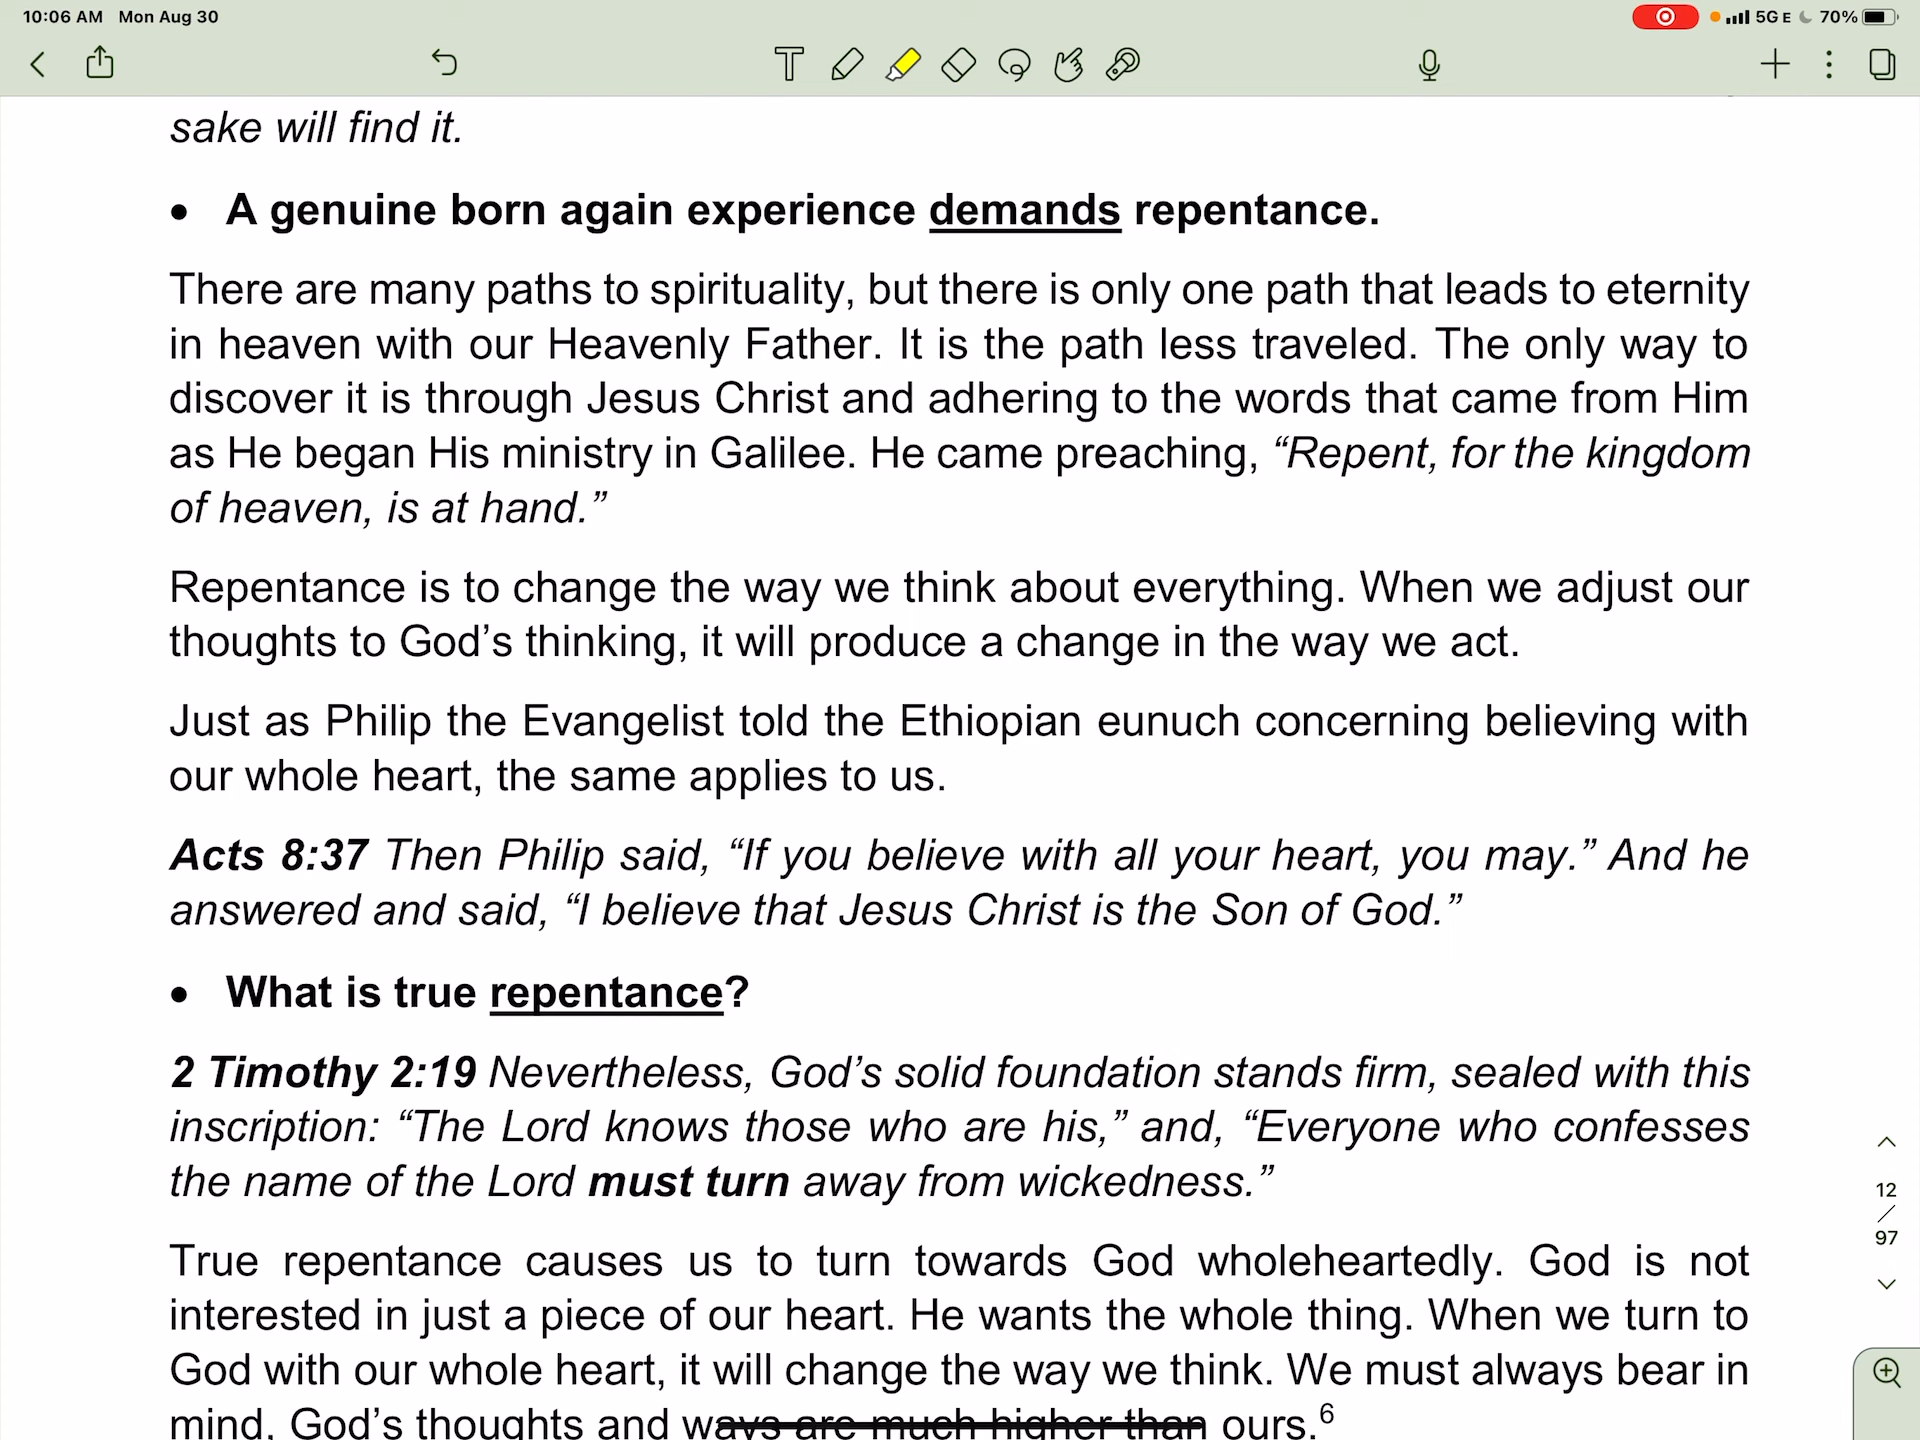 10:06 AM Mon Aug 30
5G E 70%
sake will find it.
• A genuine born again experience demands repentance.
There are many paths to spirituality, but there is only one path that leads to eternity
in heaven with our Heavenly Father. It is the path less traveled. The only way to
discover it is through Jesus Christ and adhering to the words that came from Him
as He began His ministry in Galilee. He came preaching, “Repent, for the kingdom
of heaven, is at hand.”
Repentance is to change the way we think about everything. When we adjust our
thoughts to God’s thinking, it will produce a change in the way we act.
Just as Philip the Evangelist told the Ethiopian eunuch concerning believing with
our whole heart, the same applies to us.
Acts 8:37 Then Philip said, “If you believe with all your heart, you may.” And he
answered and said, “I believe that Jesus Christ is the Son of God.”
• What is true repentance?
2 Timothy 2:19 Nevertheless, God’s solid foundation stands firm, sealed with this
inscription: “The Lord knows those who are his,” and, “Everyone who confesses
the name of the Lord must turn away from wickedness.”
True repentance causes us to turn towards God wholeheartedly. God is not
interested in just a piece of our heart. He wants the whole thing. When we turn to
God with our whole heart, it will change the way we think. We must always bear in
mind, God’s thoughts and ways are much higher than ours.⁶
12
/
97